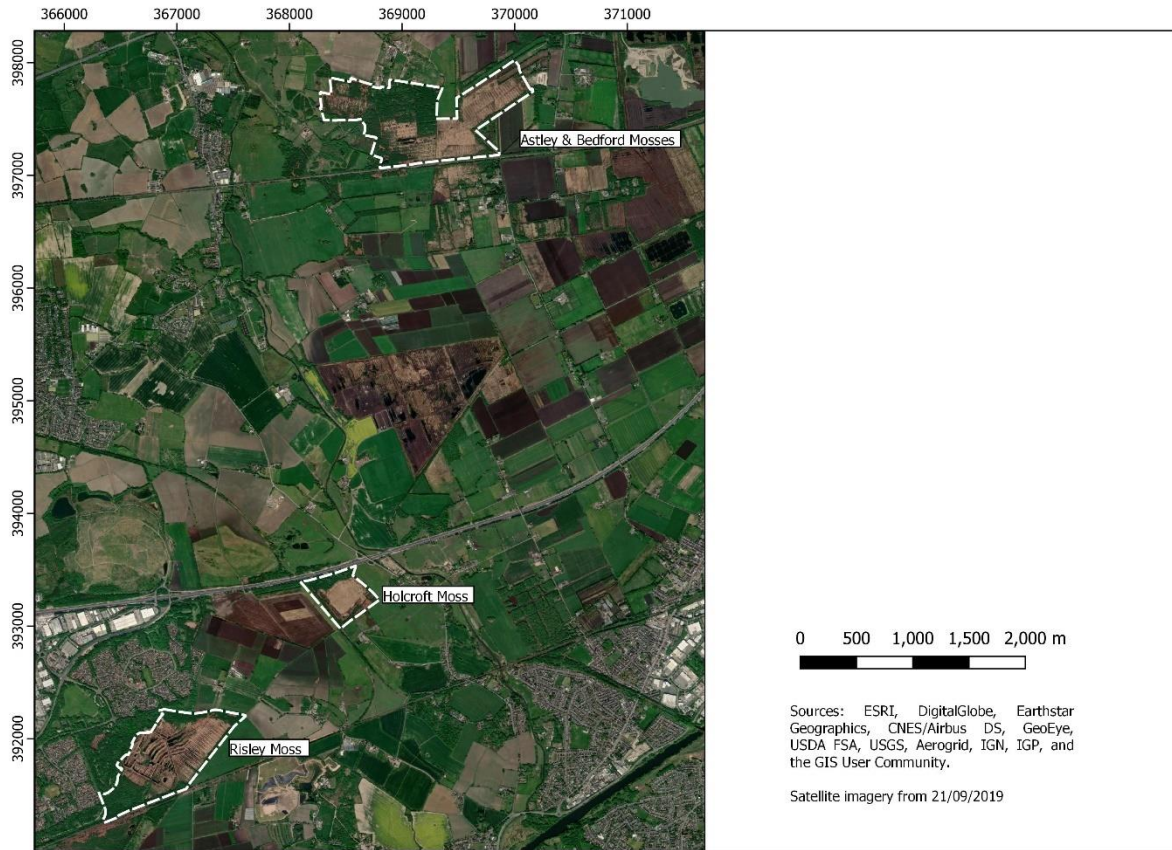 366000 367000 368000 369000 370000 371000
398000
397000
396000
395000
394000
393000
392000
Astley & Bedford Mosses
Holcroft Moss
Risley Moss
0 500 1,000 1,500 2,000 m
Sources: ESRI, DigitalGlobe, Earthstar
Geographics, CNES/Airbus DS, GeoEye,
USDA FSA, USGS, Aerogrid, IGN, IGP, and
the GIS User Community.
Satellite imagery from 21/09/2019